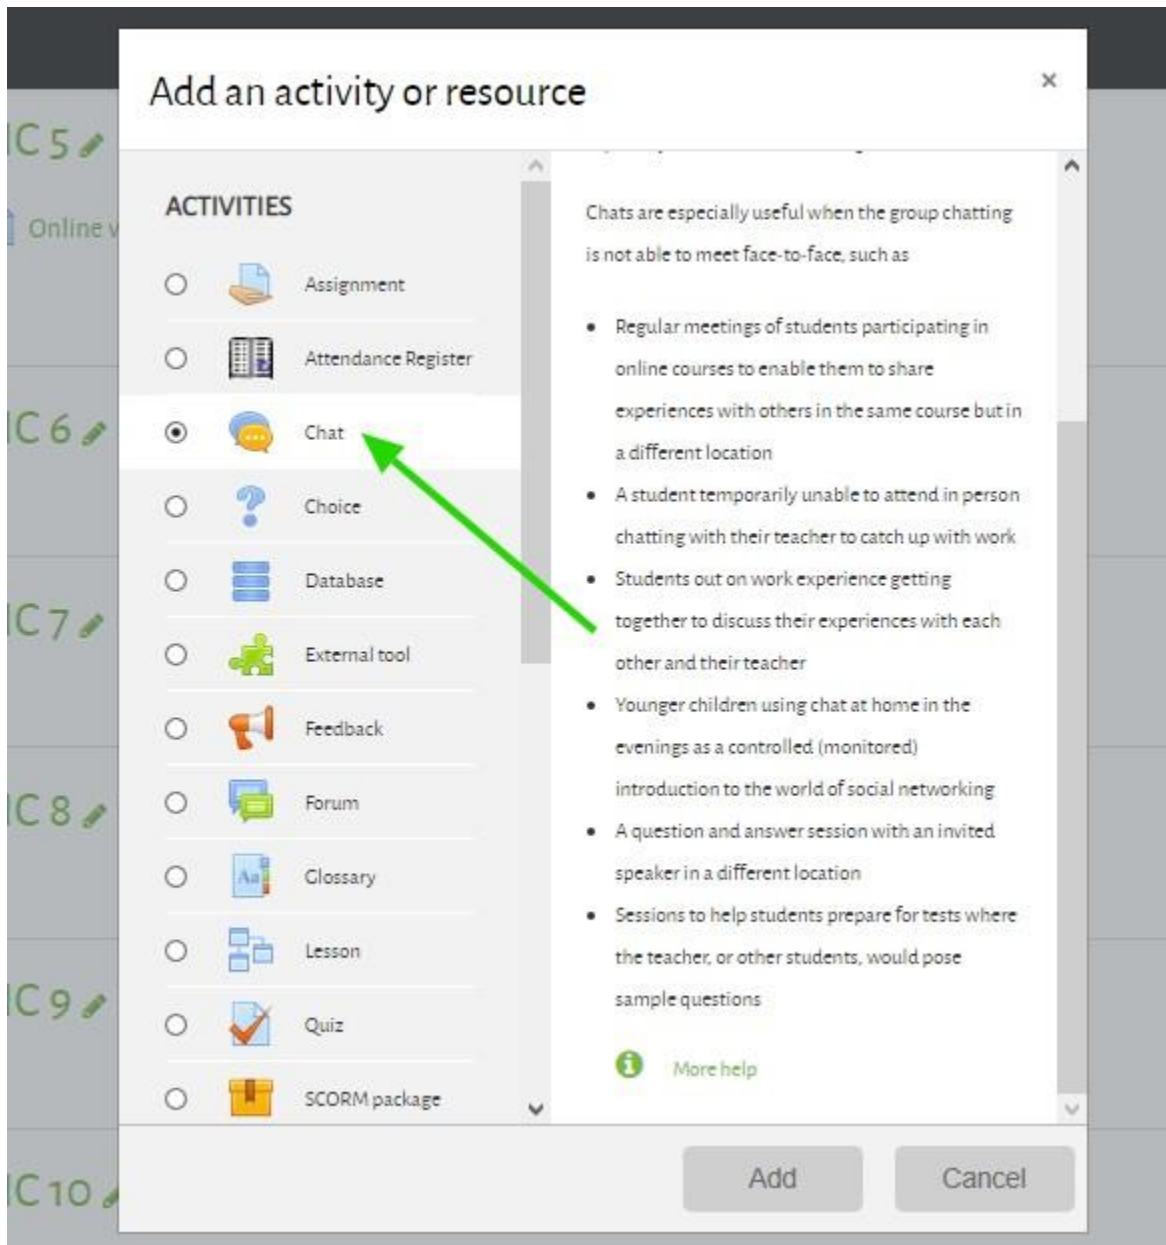 Add an activity or resource
×
IC 5
Online v
IC 6
IC 7
IC 8
IC 9
IC 10
ACTIVITIES
Assignment
Attendance Register
Chat
Choice
Database
External tool
Feedback
Forum
Aa
Glossary
Lesson
Quiz
SCORM package
Chats are especially useful when the group chatting
is not able to meet face-to-face, such as
• Regular meetings of students participating in
online courses to enable them to share
experiences with others in the same course but in
a different location
• A student temporarily unable to attend in person
chatting with their teacher to catch up with work
• Students out on work experience getting
together to discuss their experiences with each
other and their teacher
• Younger children using chat at home in the
evenings as a controlled (monitored)
introduction to the world of social networking
• A question and answer session with an invited
speaker in a different location
• Sessions to help students prepare for tests where
the teacher, or other students, would pose
sample questions
More help
Add
Cancel